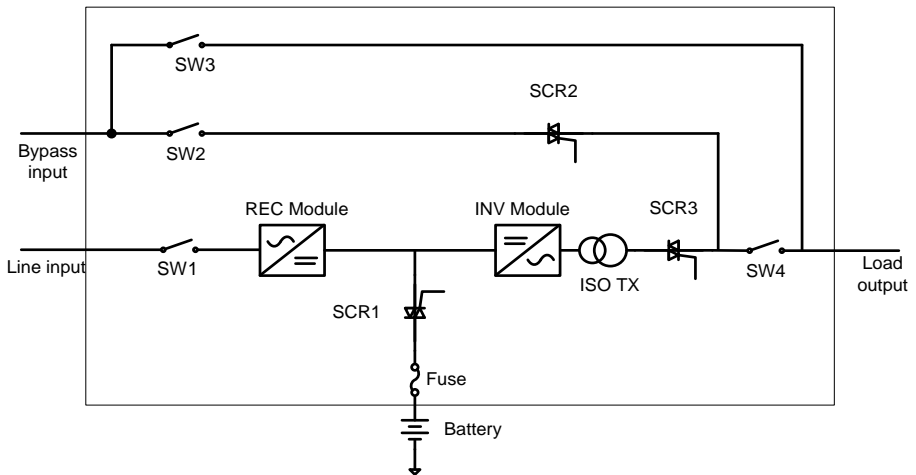 SW3
SCR2
Bypass
input
SW2
REC Module
INV Module
SCR3
Line input
SW1
ISO TX
SW4
Load
output
SCR1
Fuse
Battery